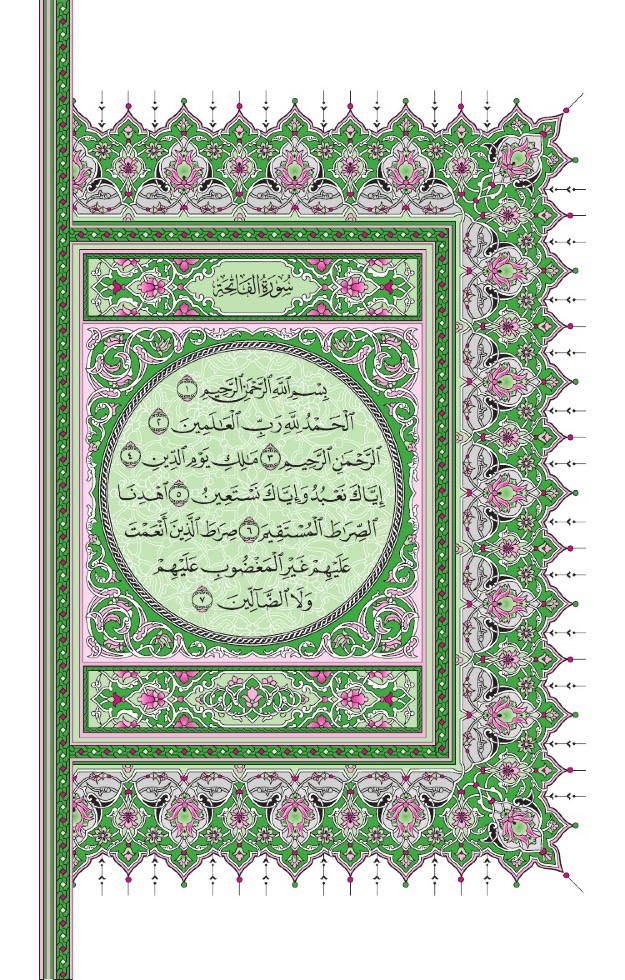 سُورَةُ الفَاتِحَةِ
بِسْمِ ٱللَّهِ ٱلرَّحْمَٰنِ ٱلرَّحِيمِ ١
ٱلْحَمْدُ لِلَّهِ رَبِّ ٱلْعَٰلَمِينَ ٢
ٱلرَّحْمَٰنِ ٱلرَّحِيمِ ٣ مَٰلِكِ يَوْمِ ٱلدِّينِ ٤
إِيَّاكَ نَعْبُدُ وَإِيَّاكَ نَسْتَعِينُ ٥ ٱهْدِنَا
ٱلصِّرَٰطَ ٱلْمُسْتَقِيمَ ٦ صِرَٰطَ ٱلَّذِينَ أَنْعَمْتَ
عَلَيْهِمْ غَيْرِ ٱلْمَغْضُوبِ عَلَيْهِمْ
وَلَا ٱلضَّآلِّينَ ٧